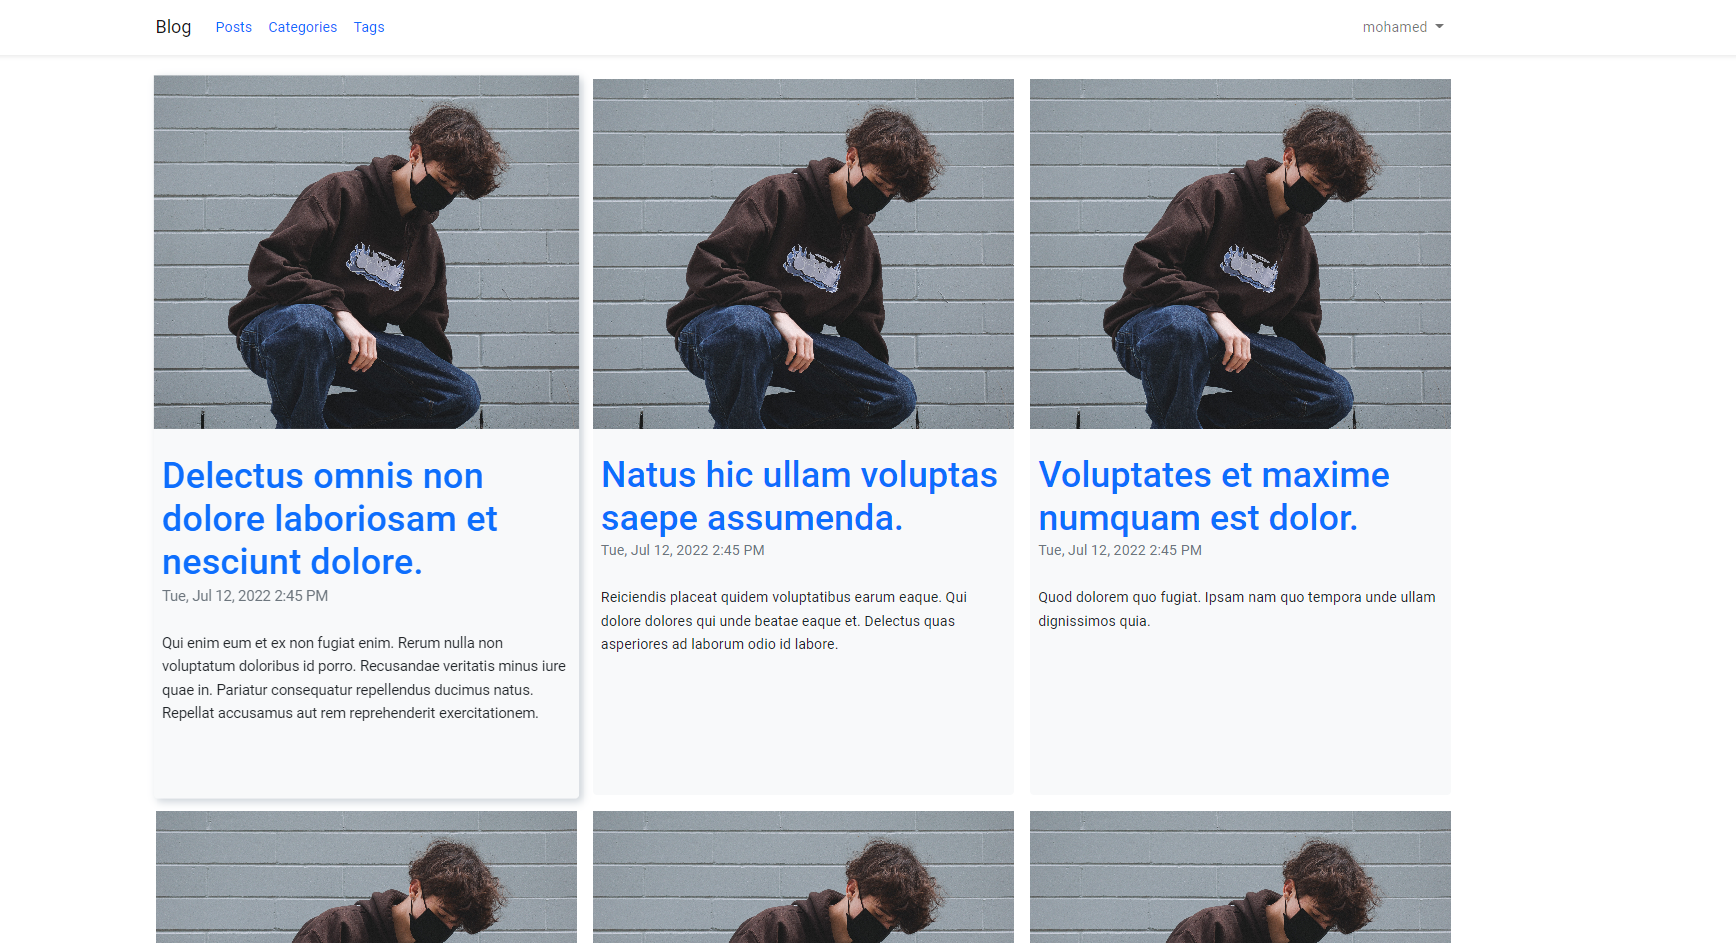 Blog Posts Categories Tags mohamed
Delectus omnis non
dolore laboriosam et
nesciunt dolore.
Tue, Jul 12, 2022 2:45 PM
Qui enim eum et ex non fugiat enim. Rerum nulla non
voluptatum doloribus id porro. Recusandae veritatis minus iure
quae in. Pariatur consequatur repellendus ducimus natus.
Repellat accusamus aut rem reprehenderit exercitationem.
Natus hic ullam voluptas
saepe assumenda.
Tue, Jul 12, 2022 2:45 PM
Reiciendis placeat quidem voluptatibus earum eaque. Qui
dolore dolores qui unde beatae eaque et. Delectus quas
asperiores ad laborum odio id labore.
Voluptates et maxime
numquam est dolor.
Tue, Jul 12, 2022 2:45 PM
Quod dolorem quo fugiat. Ipsam nam quo tempora unde ullam
dignissimos quia.